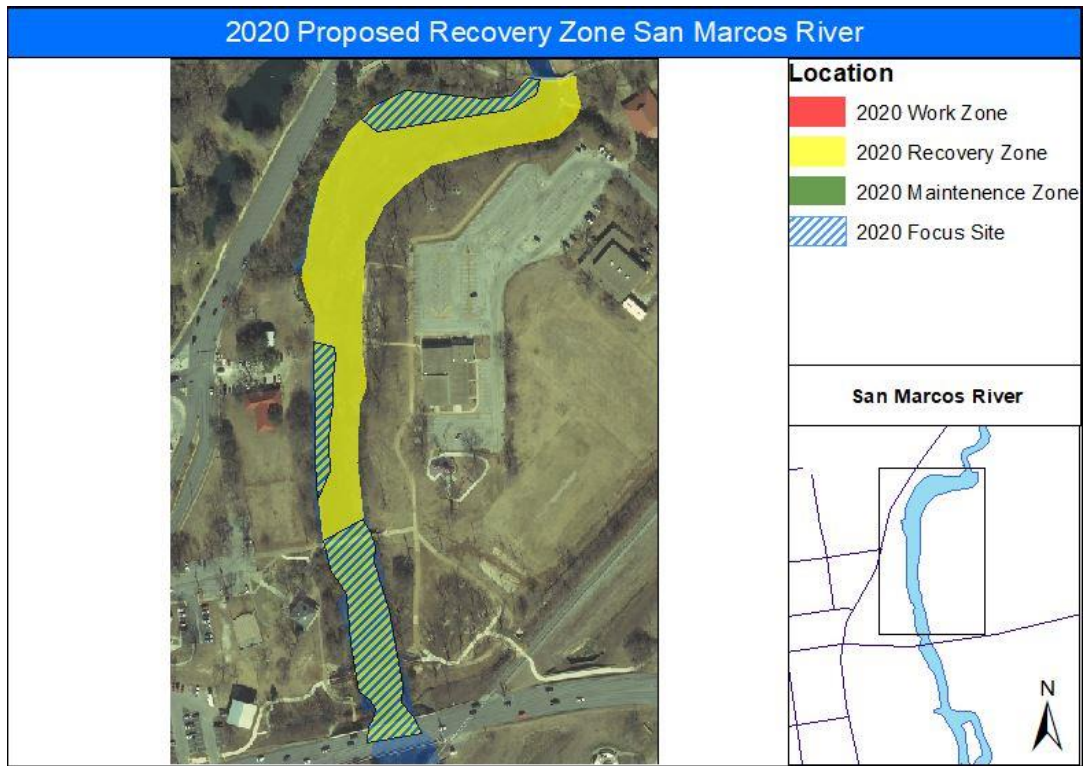 2020 Proposed Recovery Zone San Marcos River
Location
2020 Work Zone
2020 Recovery Zone
2020 Maintenence Zone
2020 Focus Site
San Marcos River
N